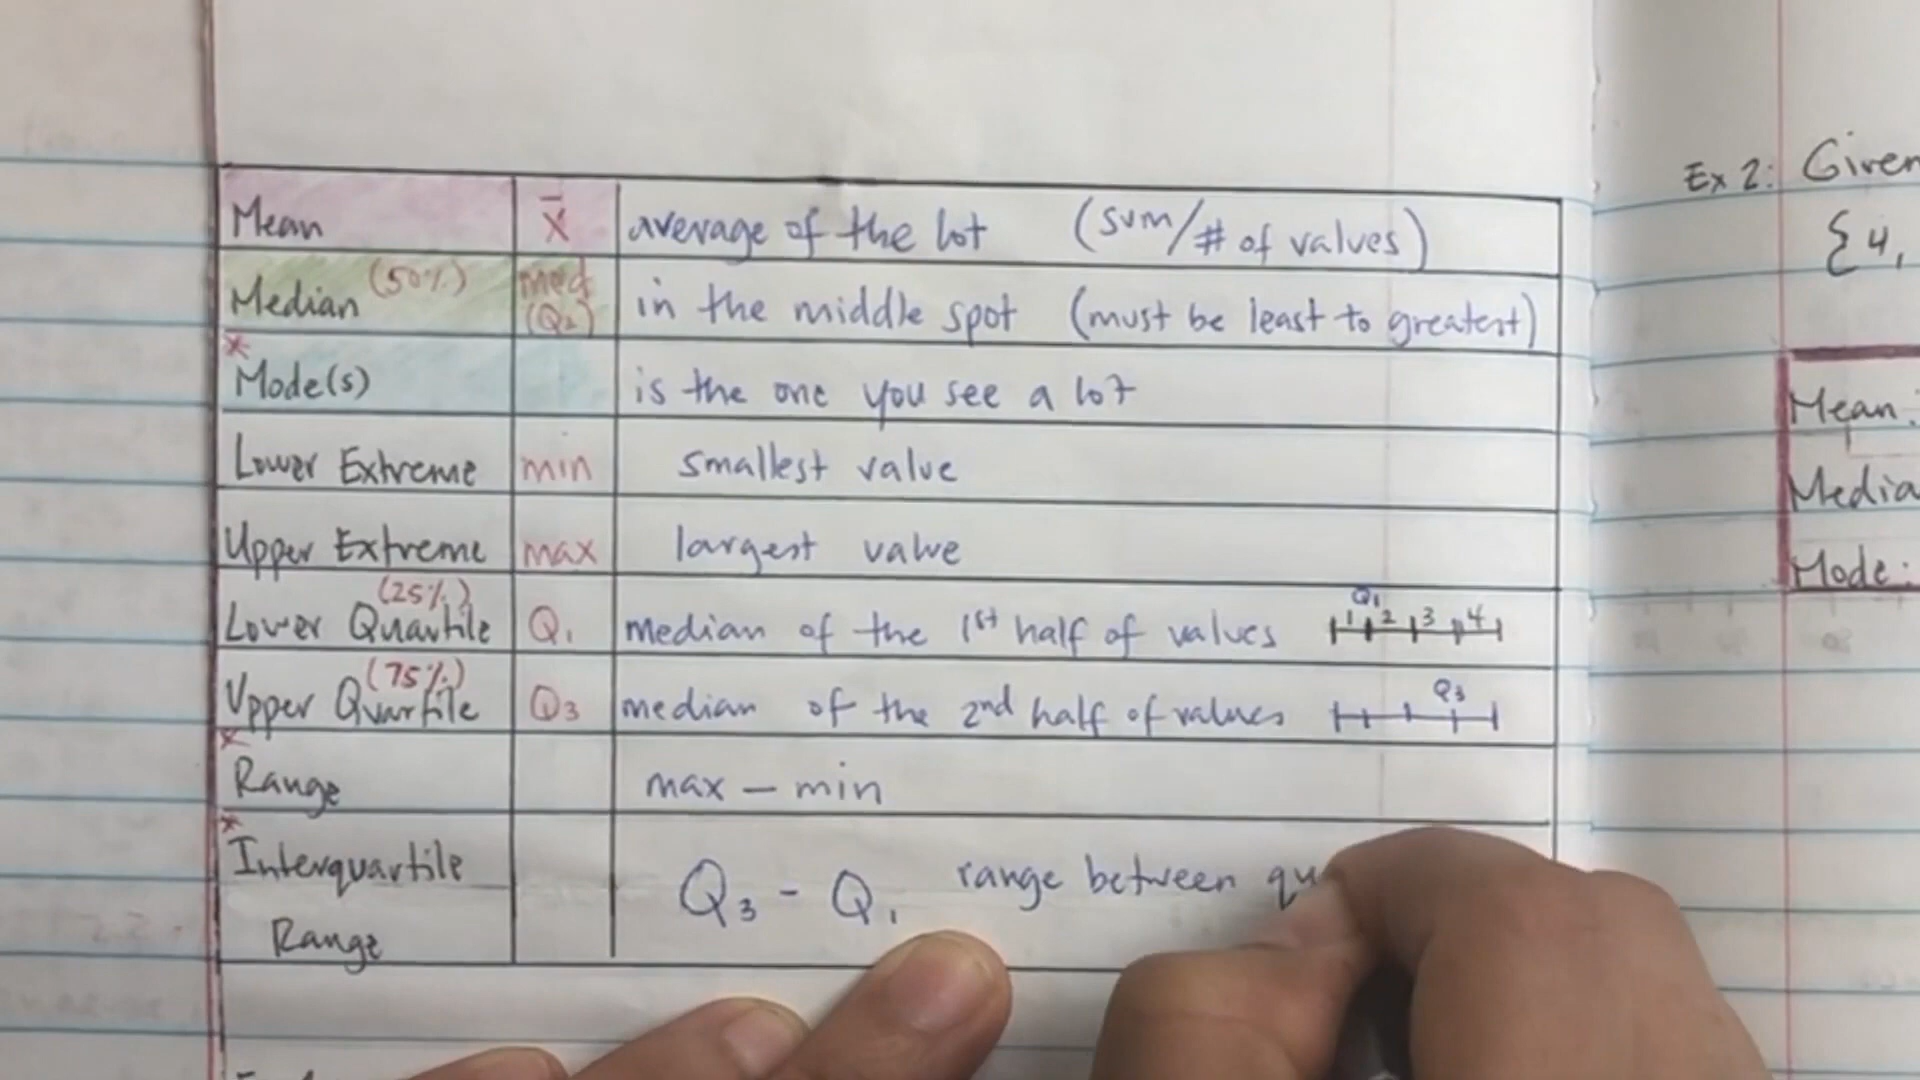 Mean x̄ average of the lot (sum/# of values)
Median (50%) med (Q2) in the middle spot (must be least to greatest)
* Mode(s) is the one you see a lot
Lower Extreme min smallest value
Upper Extreme max largest value
Lower Quartile (25%) Q1 median of the 1st half of values Q1 1 2 3 4
Upper Quartile (75%) Q3 median of the 2nd half of values Q3
* Range max – min
* Interquartile Range Q3 - Q1 range between qu
Ex 2: Given
{4,
Mean:
Media
Mode: